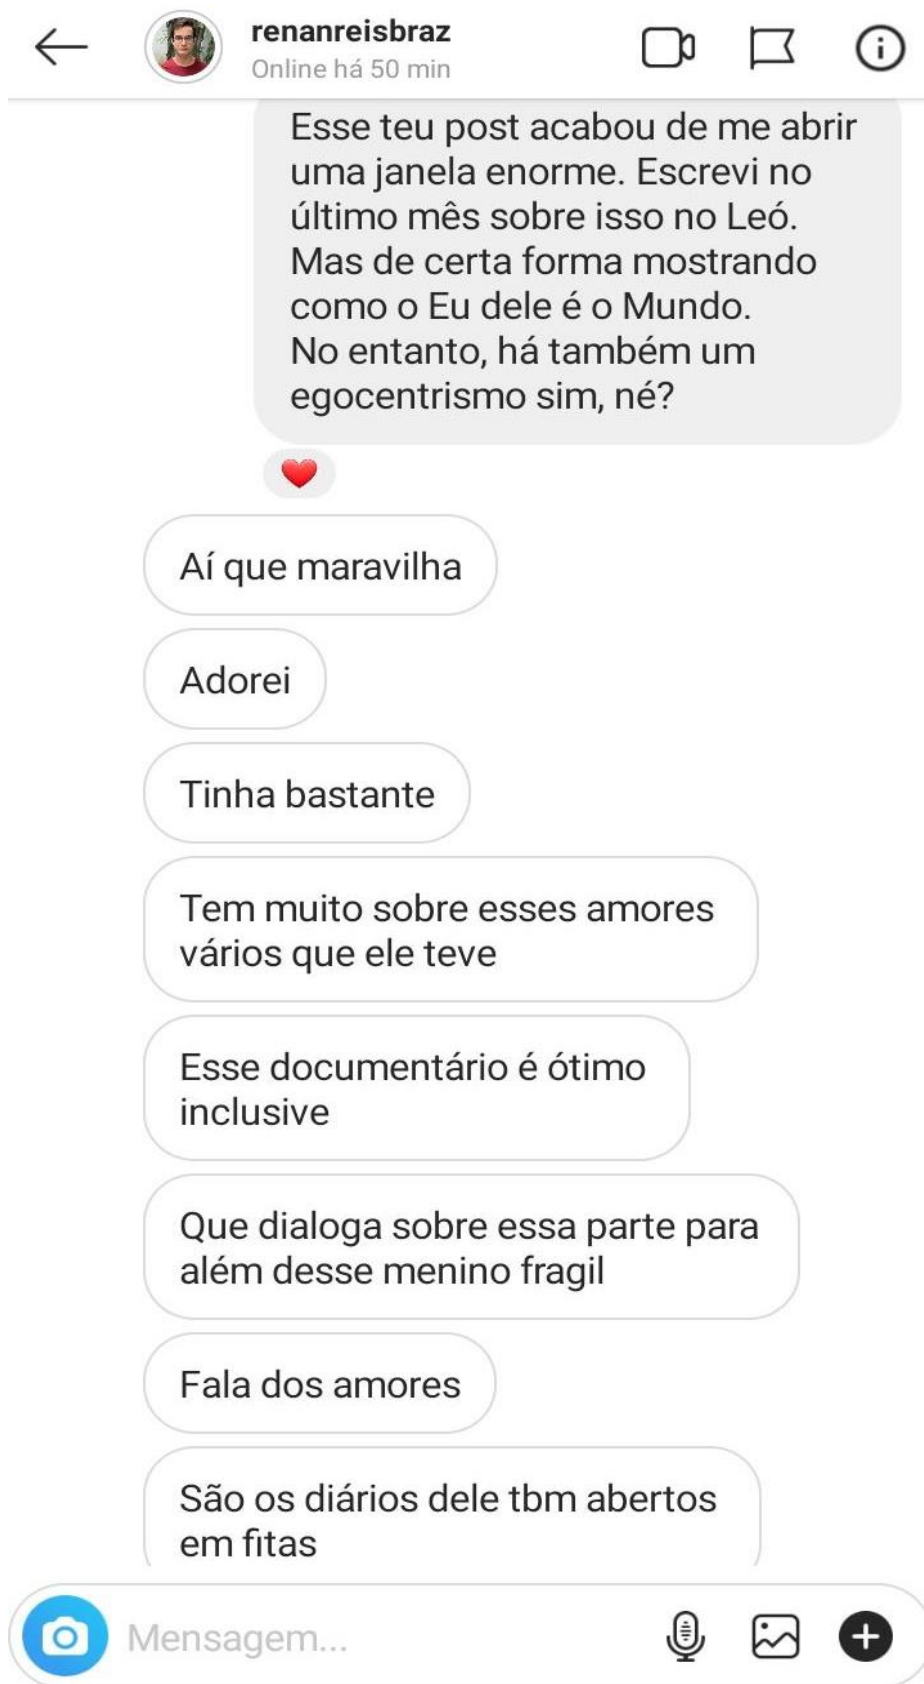 renanreisbraz
Online há 50 min
Esse teu post acabou de me abrir
uma janela enorme. Escrevi no
último mês sobre isso no Leó.
Mas de certa forma mostrando
como o Eu dele é o Mundo.
No entanto, há também um
egocentrismo sim, né?
Aí que maravilha
Adorei
Tinha bastante
Tem muito sobre esses amores
vários que ele teve
Esse documentário é ótimo
inclusive
Que dialoga sobre essa parte para
além desse menino fragil
Fala dos amores
São os diários dele tbm abertos
em fitas
Mensagem...